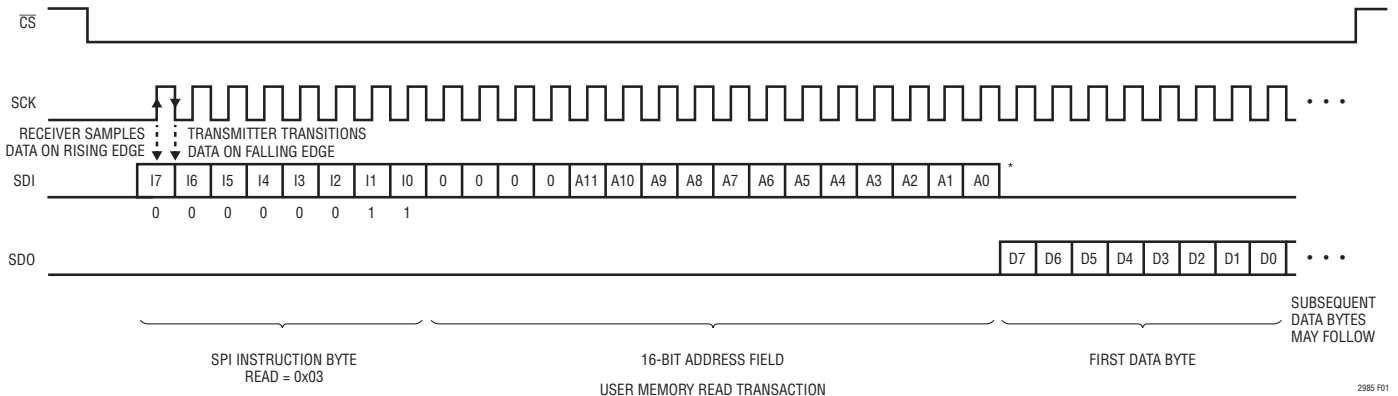 CS
SCK
RECEIVER SAMPLES
DATA ON RISING EDGE
TRANSMITTER TRANSITIONS
DATA ON FALLING EDGE
SDI
I7 I6 I5 I4 I3 I2 I1 I0 0 0 0 0 A11 A10 A9 A8 A7 A6 A5 A4 A3 A2 A1 A0 *
0 0 0 0 0 0 1 1
SDO
D7 D6 D5 D4 D3 D2 D1 D0
SUBSEQUENT
DATA BYTES
MAY FOLLOW
SPI INSTRUCTION BYTE
READ = 0x03
16-BIT ADDRESS FIELD
FIRST DATA BYTE
USER MEMORY READ TRANSACTION
2985 F01